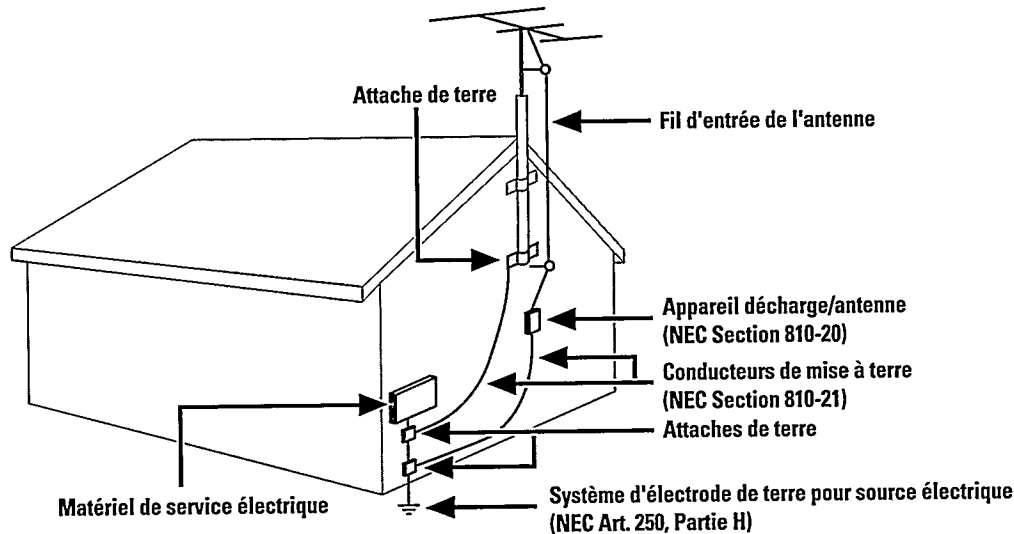 Attache de terre
Fil d'entrée de l'antenne
Appareil décharge/antenne
(NEC Section 810-20)
Conducteurs de mise à terre
(NEC Section 810-21)
Attaches de terre
Matériel de service électrique
Système d'électrode de terre pour source électrique
(NEC Art. 250, Partie H)